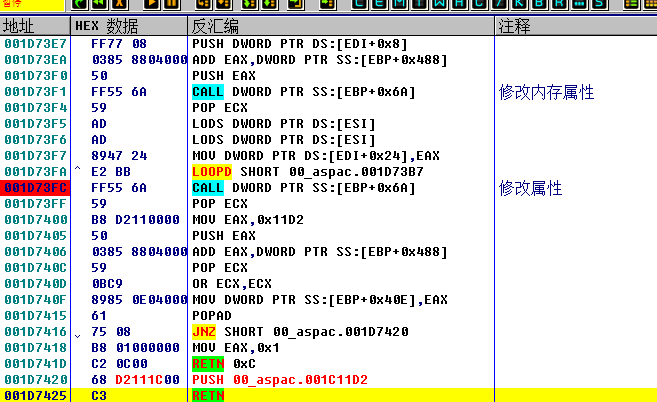 暂停 L E M T W H C / K B R ... S
地址 HEX 数据 反汇编 注释
001D73E7 FF77 08 PUSH DWORD PTR DS:[EDI+0x8]
001D73EA 0385 8804000 ADD EAX,DWORD PTR SS:[EBP+0x488]
001D73F0 50 PUSH EAX
001D73F1 FF55 6A CALL DWORD PTR SS:[EBP+0x6A] 修改内存属性
001D73F4 59 POP ECX
001D73F5 AD LODS DWORD PTR DS:[ESI]
001D73F6 AD LODS DWORD PTR DS:[ESI]
001D73F7 8947 24 MOV DWORD PTR DS:[EDI+0x24],EAX
001D73FA ^ E2 BB LOOPD SHORT 00_aspac.001D73B7
001D73FC FF55 6A CALL DWORD PTR SS:[EBP+0x6A] 修改属性
001D73FF 59 POP ECX
001D7400 B8 D2110000 MOV EAX,0x11D2
001D7405 50 PUSH EAX
001D7406 0385 8804000 ADD EAX,DWORD PTR SS:[EBP+0x488]
001D740C 59 POP ECX
001D740D 0BC9 OR ECX,ECX
001D740F 8985 0E04000 MOV DWORD PTR SS:[EBP+0x40E],EAX
001D7415 61 POPAD
001D7416 ˇ 75 08 JNZ SHORT 00_aspac.001D7420
001D7418 B8 01000000 MOV EAX,0x1
001D741D C2 0C00 RETN 0xC
001D7420 68 D2111C00 PUSH 00_aspac.001C11D2
001D7425 C3 RETN